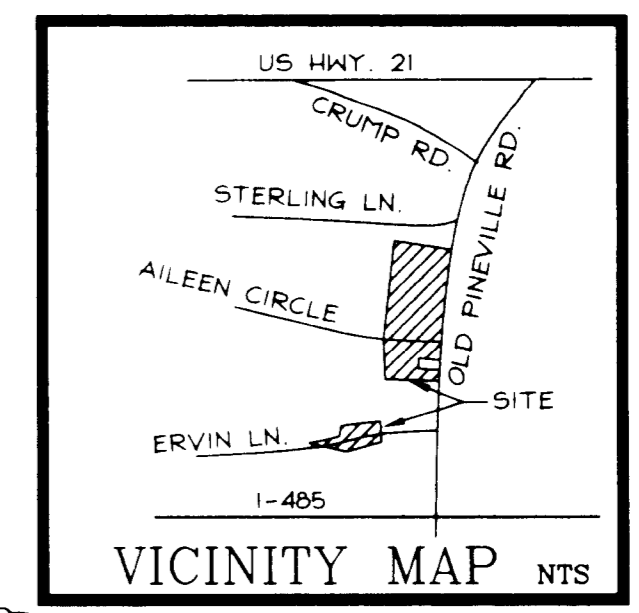 US HWY. 21
CRUMP RD.
STERLING LN.
OLD PINEVILLE RD.
AILEEN CIRCLE
SITE
ERVIN LN.
I-485
VICINITY MAP NTS